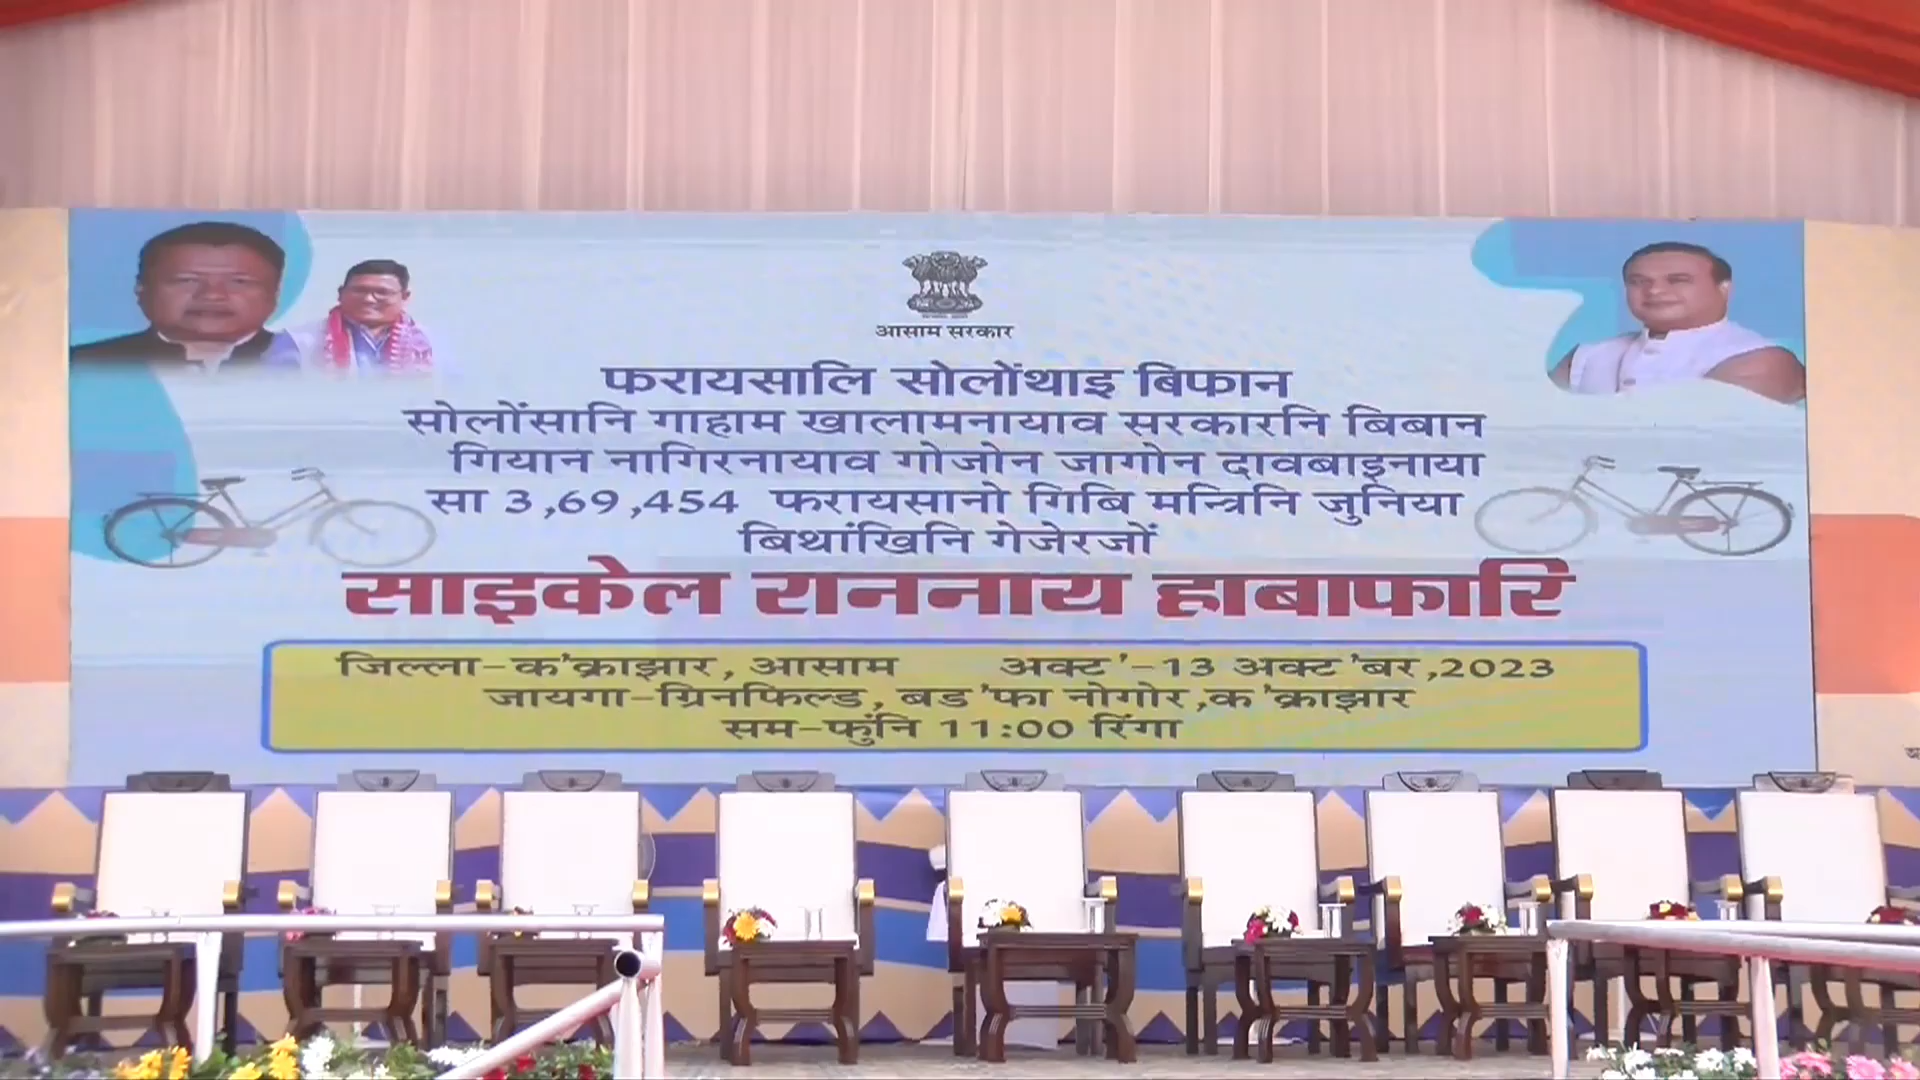 आसाम सरकार
फरायसालि सोलोंथाइ बिफान
सोलोंसानि गाहाम खालामनायाव सरकारनि बिबान
गियान नागिरनायाव गोजोन जागोन दावबाइनाया
सा 3,69,454 फरायसानो गिबि मन्त्रिनि जुनिया
बिथांखिनि गेजेरजों
साइकेल राननाय हाबाफारि
जिल्ला-क'क्राझार, आसाम अक्ट'-13 अक्ट'बर,2023
जायगा-ग्रिनफिल्ड, बड'फा नोगोर,क'क्राझार
सम-फुंनि 11:00 रिंगा